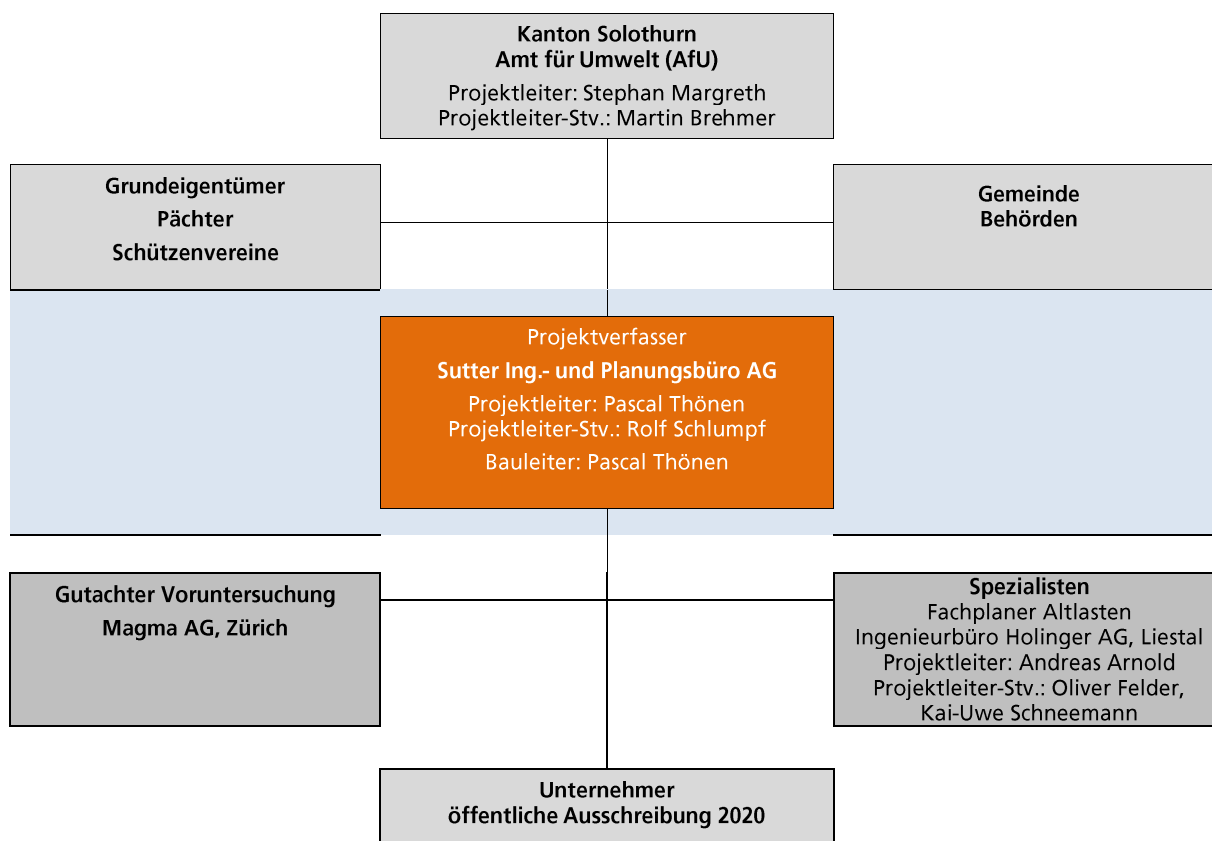 Kanton Solothurn
Amt für Umwelt (AfU)
Projektleiter: Stephan Margreth
Projektleiter-Stv.: Martin Brehmer
Grundeigentümer
Pächter
Schützenvereine
Gemeinde
Behörden
Projektverfasser
Sutter Ing.- und Planungsbüro AG
Projektleiter: Pascal Thönen
Projektleiter-Stv.: Rolf Schlumpf
Bauleiter: Pascal Thönen
Gutachter Voruntersuchung
Magma AG, Zürich
Spezialisten
Fachplaner Altlasten
Ingenieurbüro Holinger AG, Liestal
Projektleiter: Andreas Arnold
Projektleiter-Stv.: Oliver Felder,
Kai-Uwe Schneemann
Unternehmer
öffentliche Ausschreibung 2020